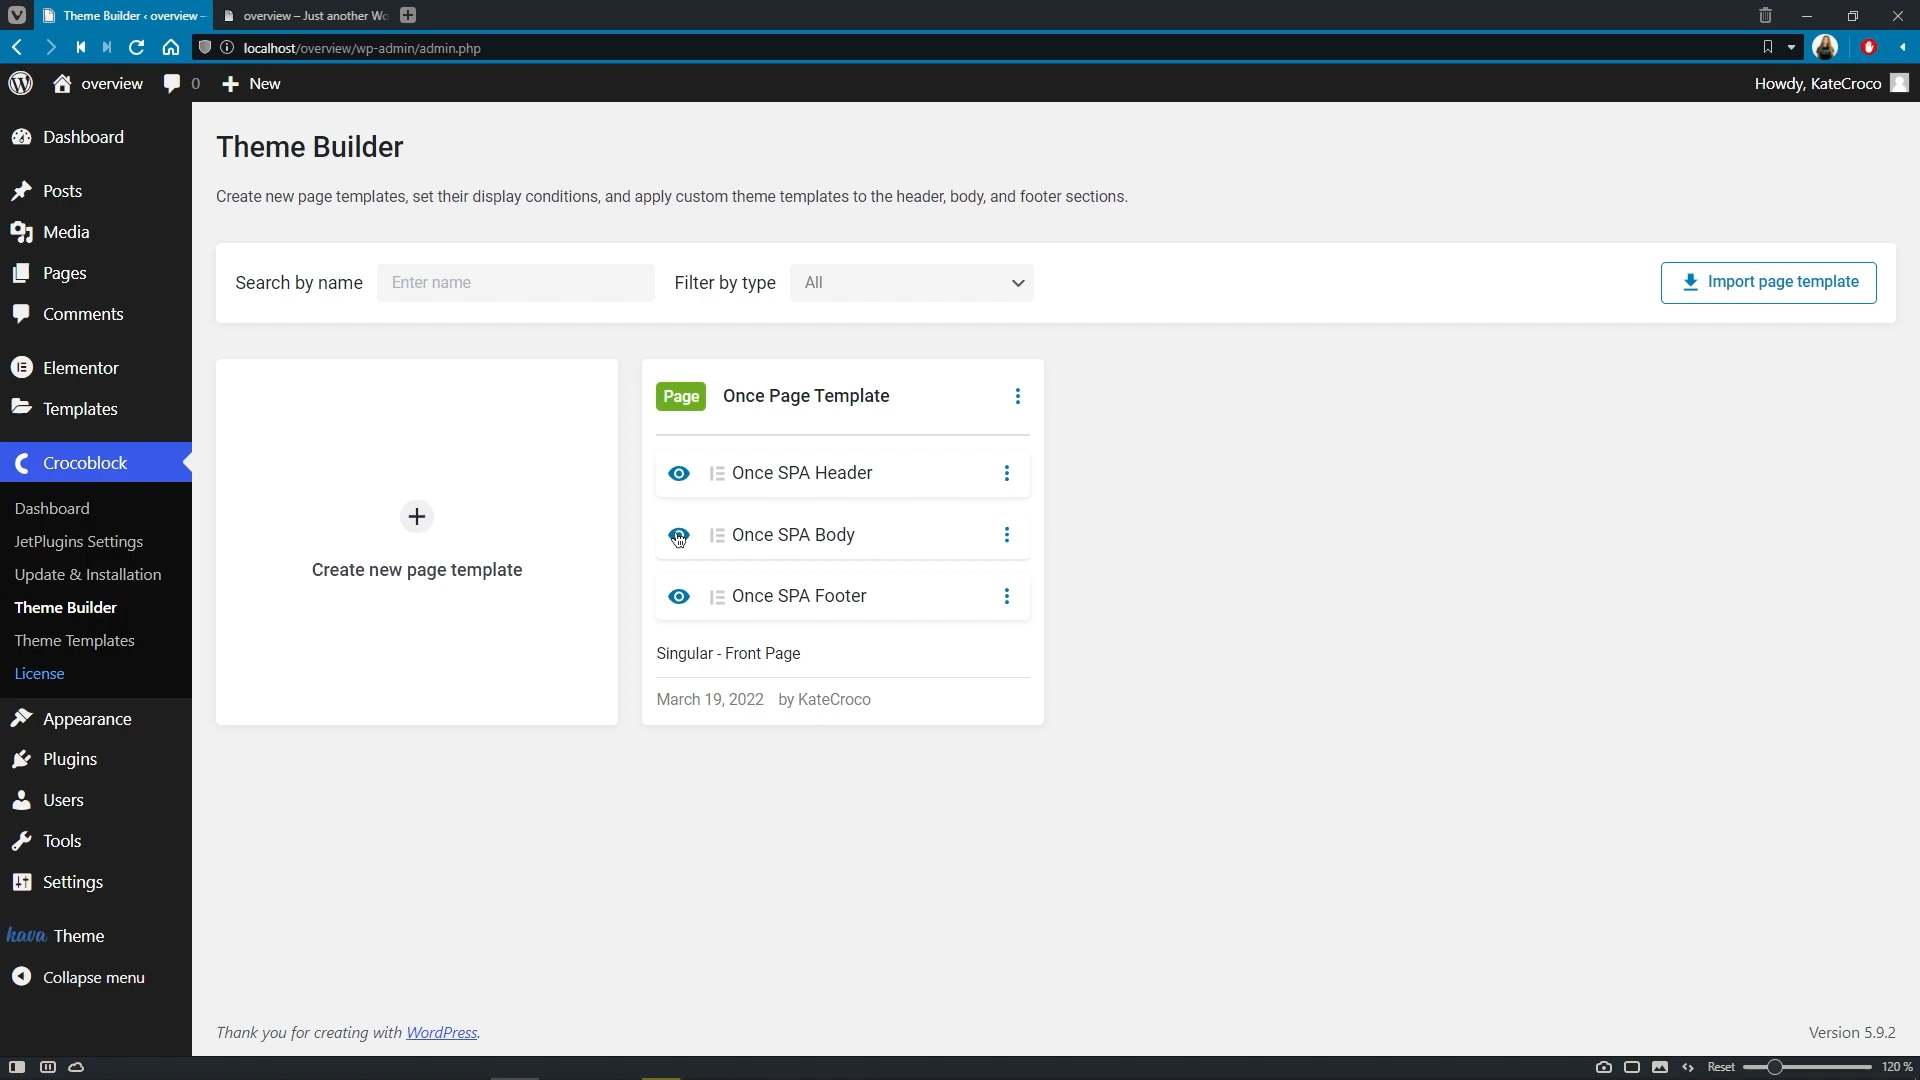 Theme Builder ‹ overview –
overview – Just another Wo
localhost/overview/wp-admin/admin.php
overview
0
New
Howdy, KateCroco
Dashboard
Posts
Media
Pages
Comments
Elementor
Templates
Crocoblock
Dashboard
JetPlugins Settings
Update & Installation
Theme Builder
Theme Templates
License
Appearance
Plugins
Users
Tools
Settings
kava Theme
Collapse menu
Theme Builder
Create new page templates, set their display conditions, and apply custom theme templates to the header, body, and footer sections.
Search by name
Enter name
Filter by type
All
Import page template
Create new page template
Page
Once Page Template
Once SPA Header
Once SPA Body
Once SPA Footer
Singular - Front Page
March 19, 2022 by KateCroco
Thank you for creating with WordPress.
Version 5.9.2
Reset
120 %